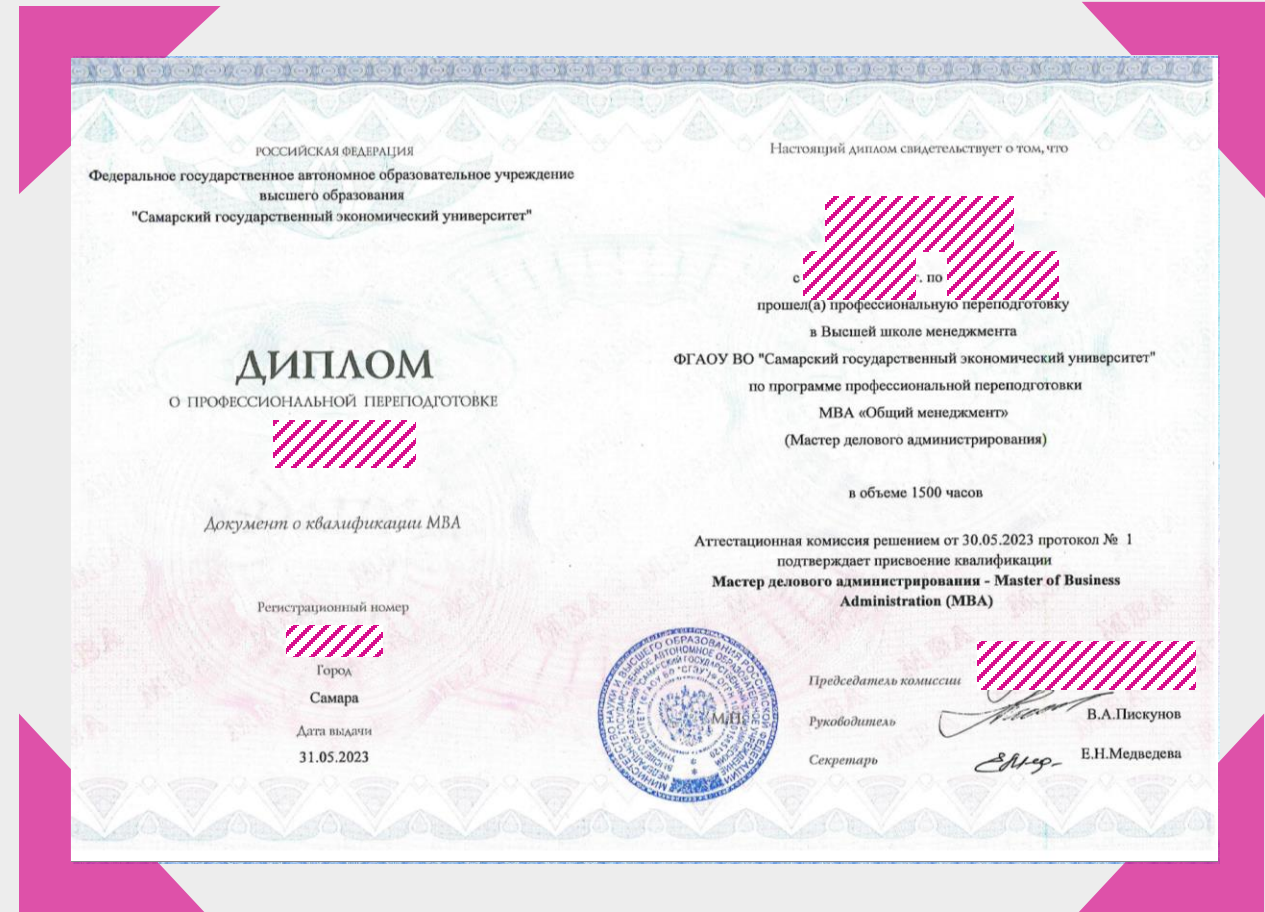 РОССИЙСКАЯ ФЕДЕРАЦИЯ
Федеральное государственное автономное образовательное учреждение
высшего образования
"Самарский государственный экономический университет"
ДИПЛОМ
О ПРОФЕССИОНАЛЬНОЙ ПЕРЕПОДГОТОВКЕ
Документ о квалификации МВА
Регистрационный номер
Город
Самара
Дата выдачи
31.05.2023
Настоящий диплом свидетельствует о том, что
с г. по
прошел(а) профессиональную переподготовку
в Высшей школе менеджмента
ФГАОУ ВО "Самарский государственный экономический университет"
по программе профессиональной переподготовки
МВА «Общий менеджмент»
(Мастер делового администрирования)
в объеме 1500 часов
Аттестационная комиссия решением от 30.05.2023 протокол № 1
подтверждает присвоение квалификации
Мастер делового администрирования - Master of Business
Administration (MBA)
Председатель комиссии
Руководитель В.А.Пискунов
Секретарь Е.Н.Медведева
М.П.